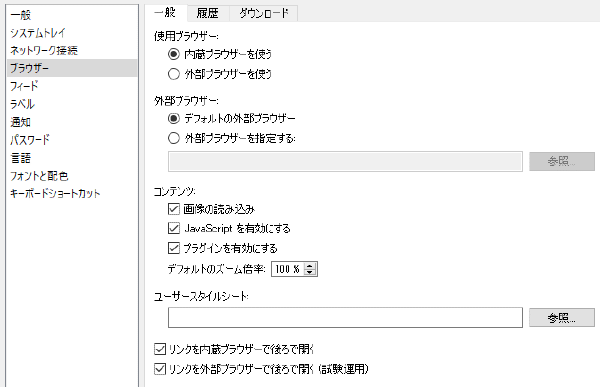 一般
システムトレイ
ネットワーク接続
ブラウザー
フィード
ラベル
通知
パスワード
言語
フォントと配色
キーボードショートカット
一般 履歴 ダウンロード
使用ブラウザー:
内蔵ブラウザーを使う
外部ブラウザーを使う
外部ブラウザー:
デフォルトの外部ブラウザー
外部ブラウザーを指定する:
参照...
コンテンツ:
画像の読み込み
JavaScript を有効にする
プラグインを有効にする
デフォルトのズーム倍率: 100 %
ユーザースタイルシート:
参照...
リンクを内蔵ブラウザーで後ろで開く
リンクを外部ブラウザーで後ろで開く (試験運用)